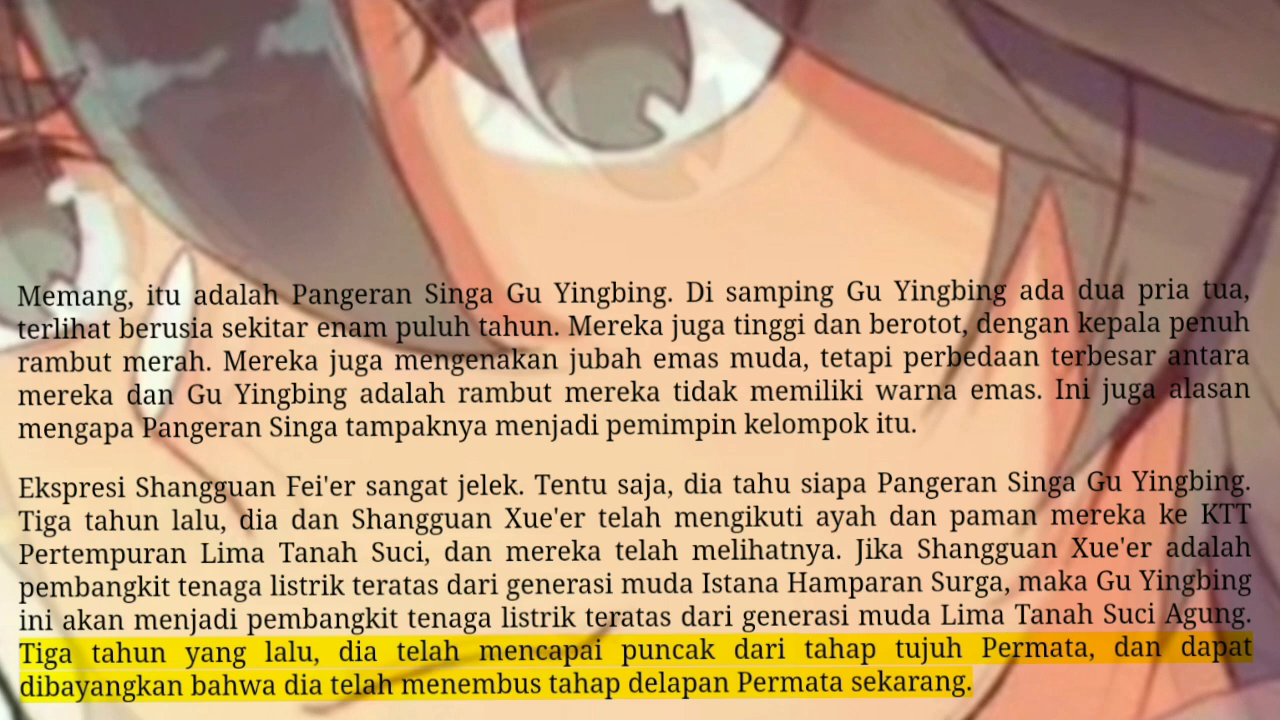 Memang, itu adalah Pangeran Singa Gu Yingbing. Di samping Gu Yingbing ada dua pria tua,
terlihat berusia sekitar enam puluh tahun. Mereka juga tinggi dan berotot, dengan kepala penuh
rambut merah. Mereka juga mengenakan jubah emas muda, tetapi perbedaan terbesar antara
mereka dan Gu Yingbing adalah rambut mereka tidak memiliki warna emas. Ini juga alasan
mengapa Pangeran Singa tampaknya menjadi pemimpin kelompok itu.
Ekspresi Shangguan Fei'er sangat jelek. Tentu saja, dia tahu siapa Pangeran Singa Gu Yingbing.
Tiga tahun lalu, dia dan Shangguan Xue'er telah mengikuti ayah dan paman mereka ke KTT
Pertempuran Lima Tanah Suci, dan mereka telah melihatnya. Jika Shangguan Xue'er adalah
pembangkit tenaga listrik teratas dari generasi muda Istana Hamparan Surga, maka Gu Yingbing
ini akan menjadi pembangkit tenaga listrik teratas dari generasi muda Lima Tanah Suci Agung.
Tiga tahun yang lalu, dia telah mencapai puncak dari tahap tujuh Permata, dan dapat
dibayangkan bahwa dia telah menembus tahap delapan Permata sekarang.